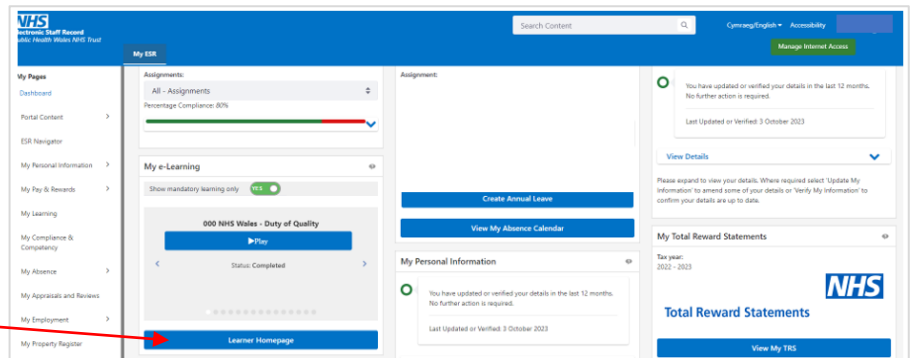 NHS
Electronic Staff Record
Public Health Wales NHS Trust
Search Content
Cymraeg/English
Accessibility
Manage Internet Access
My ESR
My Pages
Dashboard
Portal Content
ESR Navigator
My Personal Information
My Pay & Rewards
My Learning
My Compliance &
Competency
My Absence
My Appraisals and Reviews
My Employment
My Property Register
Assignments:
All - Assignments
Percentage Compliance: 80%
My e-Learning
Show mandatory learning only
YES
000 NHS Wales - Duty of Quality
Play
Status: Completed
Learner Homepage
Assignment:
Create Annual Leave
View My Absence Calendar
My Personal Information
You have updated or verified your details in the last 12 months.
No further action is required.
Last Updated or Verified: 3 October 2023
You have updated or verified your details in the last 12 months.
No further action is required.
Last Updated or Verified: 3 October 2023
View Details
Please expand to view your details. Where required select 'Update My
Information' to amend some of your details or 'Verify My Information' to
confirm your details are up to date.
My Total Reward Statements
Tax year:
2022 - 2023
NHS
Total Reward Statements
View My TRS